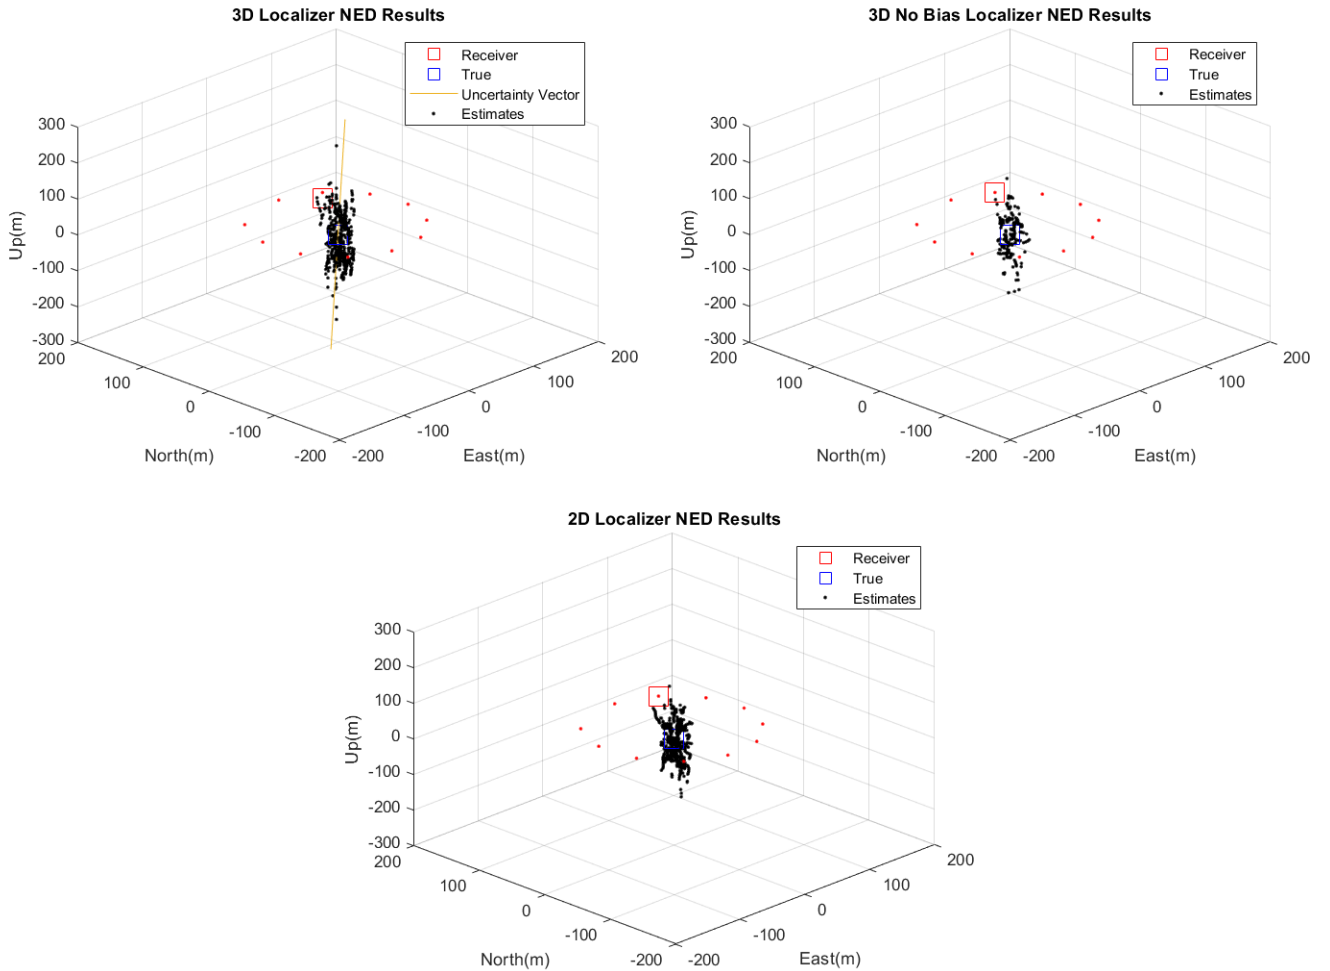 3D Localizer NED Results
Receiver
True
Uncertainty Vector
Estimates
300
200
100
0
-100
-200
-300
Up(m)
200
100
0
-100
-200
North(m)
-200
-100
0
100
200
East(m)
3D No Bias Localizer NED Results
Receiver
True
Estimates
300
200
100
0
-100
-200
-300
Up(m)
200
100
0
-100
-200
North(m)
-200
-100
0
100
200
East(m)
2D Localizer NED Results
Receiver
True
Estimates
300
200
100
0
-100
-200
-300
Up(m)
200
100
0
-100
-200
North(m)
-200
-100
0
100
200
East(m)